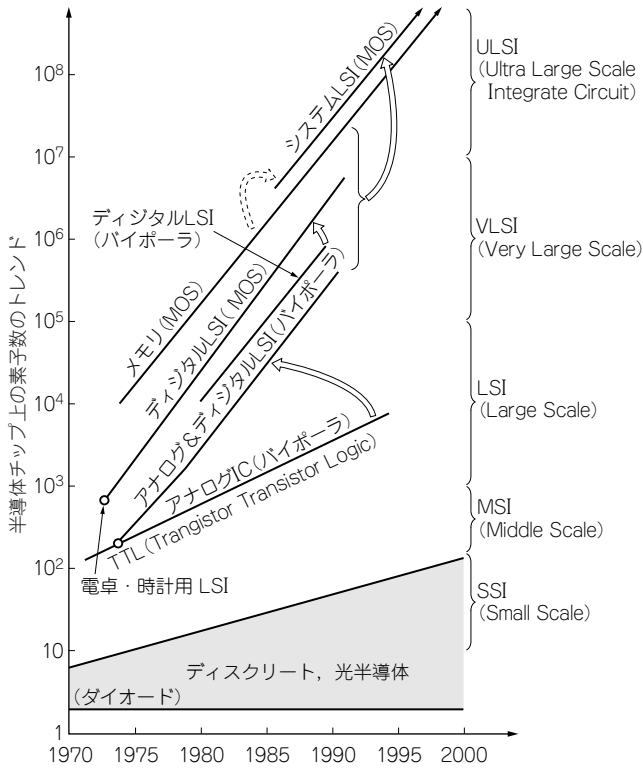 半導体チップ上の素子数のトレンド
10⁸
10⁷
10⁶
10⁵
10⁴
10³
10²
10
1
1970
1975
1980
1985
1990
1995
2000
システムLSI(MOS)
ディジタルLSI
(バイポーラ)
メモリ(MOS)
ディジタルLSI(MOS)
アナログ&ディジタルLSI(バイポーラ)
アナログIC(バイポーラ)
TTL(Trangistor Transistor Logic)
電卓・時計用 LSI
ディスクリート，光半導体
(ダイオード)
ULSI
(Ultra Large Scale
Integrate Circuit)
VLSI
(Very Large Scale)
LSI
(Large Scale)
MSI
(Middle Scale)
SSI
(Small Scale)